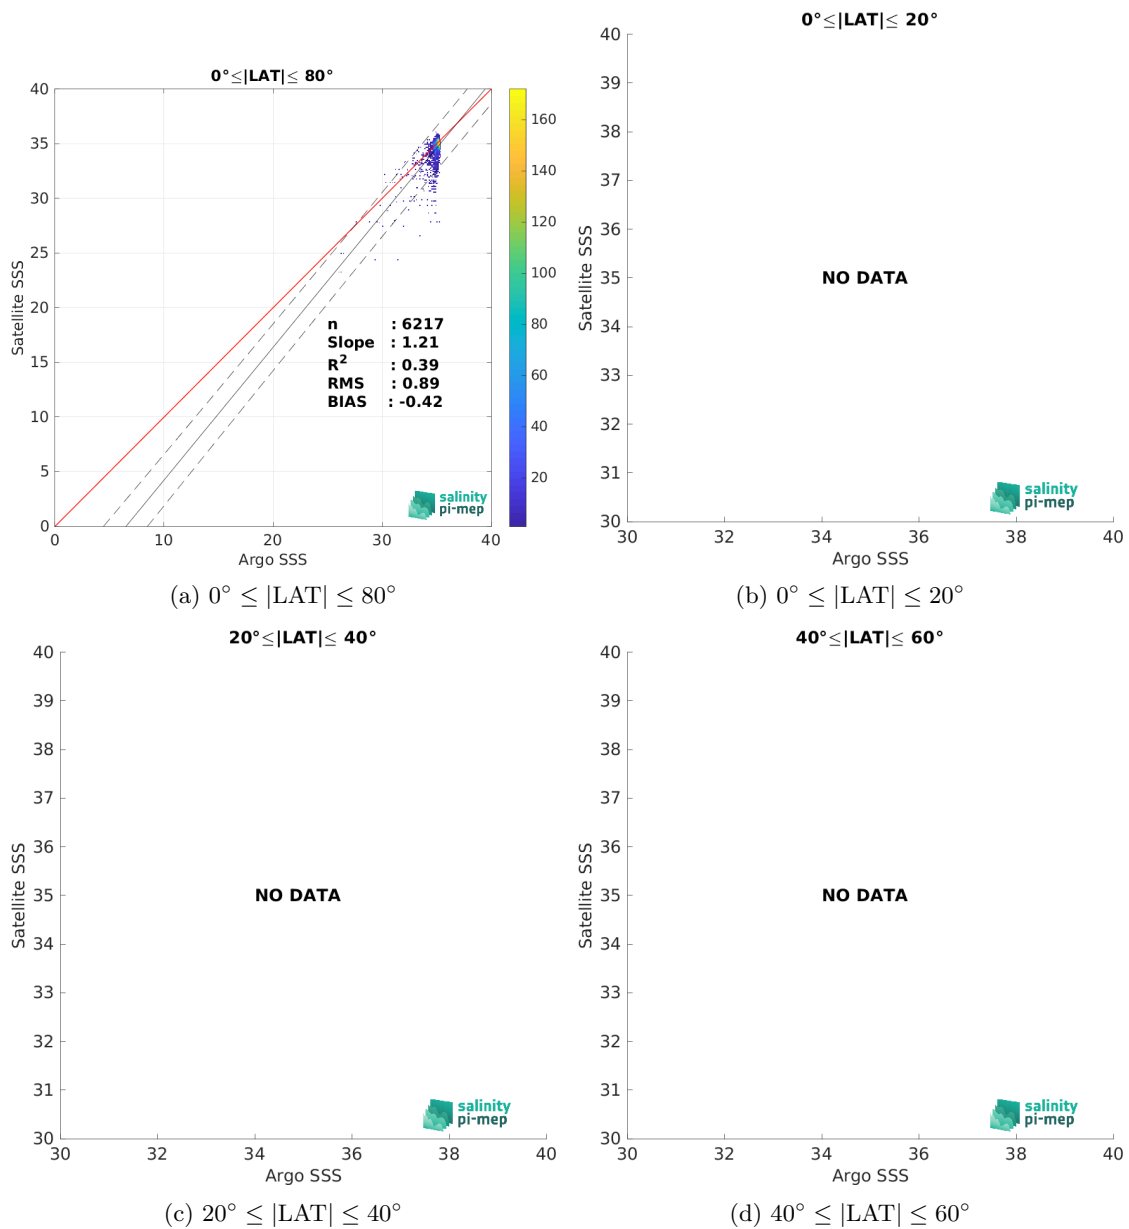 0°≤|LAT|≤ 80°
40
35
30
25
20
15
10
5
0
Satellite SSS
0
10
20
30
40
Argo SSS
n : 6217
Slope : 1.21
R² : 0.39
RMS : 0.89
BIAS : -0.42
160
140
120
100
80
60
40
20
salinity
pi-mep
(a) 0° ≤ |LAT| ≤ 80°
0°≤|LAT|≤ 20°
40
39
38
37
36
35
34
33
32
31
30
Satellite SSS
NO DATA
salinity
pi-mep
30
32
34
36
38
40
Argo SSS
(b) 0° ≤ |LAT| ≤ 20°
20°≤|LAT|≤ 40°
40
39
38
37
36
35
34
33
32
31
30
Satellite SSS
NO DATA
salinity
pi-mep
30
32
34
36
38
40
Argo SSS
(c) 20° ≤ |LAT| ≤ 40°
40°≤|LAT|≤ 60°
40
39
38
37
36
35
34
33
32
31
30
Satellite SSS
NO DATA
salinity
pi-mep
30
32
34
36
38
40
Argo SSS
(d) 40° ≤ |LAT| ≤ 60°